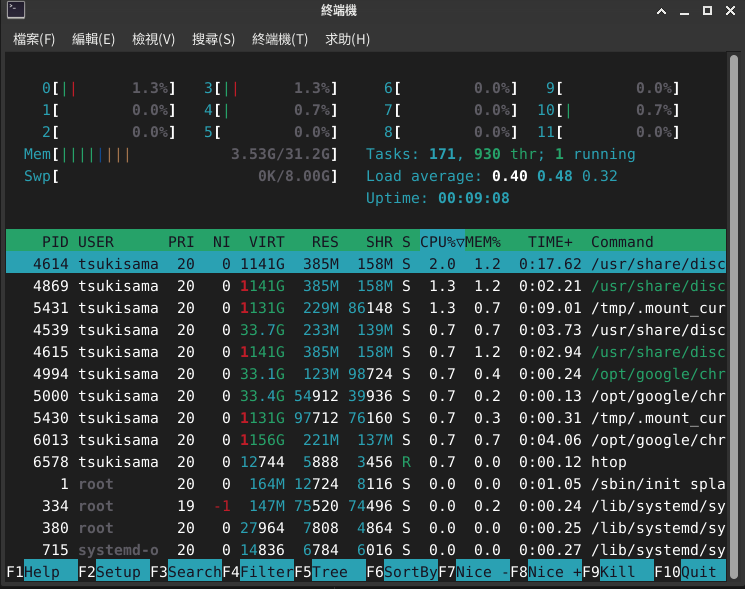 終端機
檔案(F) 編輯(E) 檢視(V) 搜尋(S) 終端機(T) 求助(H)
0[|| 1.3%] 3[|| 1.3%] 6[ 0.0%] 9[ 0.0%]
1[ 0.0%] 4[| 0.7%] 7[ 0.0%] 10[| 0.7%]
2[ 0.0%] 5[ 0.0%] 8[ 0.0%] 11[ 0.0%]
Mem[|||||||| 3.53G/31.2G] Tasks: 171, 930 thr; 1 running
Swp[ 0K/8.00G] Load average: 0.40 0.48 0.32
Uptime: 00:09:08
PID USER PRI NI VIRT RES SHR S CPU%▽MEM% TIME+ Command
4614 tsukisama 20 0 1141G 385M 158M S 2.0 1.2 0:17.62 /usr/share/disc
4869 tsukisama 20 0 1141G 385M 158M S 1.3 1.2 0:02.21 /usr/share/disc
5431 tsukisama 20 0 1131G 229M 86148 S 1.3 0.7 0:09.01 /tmp/.mount_cur
4539 tsukisama 20 0 33.7G 233M 139M S 0.7 0.7 0:03.73 /usr/share/disc
4615 tsukisama 20 0 1141G 385M 158M S 0.7 1.2 0:02.94 /usr/share/disc
4994 tsukisama 20 0 33.1G 123M 98724 S 0.7 0.4 0:00.24 /opt/google/chr
5000 tsukisama 20 0 33.4G 54912 39936 S 0.7 0.2 0:00.13 /opt/google/chr
5430 tsukisama 20 0 1131G 97712 76160 S 0.7 0.3 0:00.31 /tmp/.mount_cur
6013 tsukisama 20 0 1156G 221M 137M S 0.7 0.7 0:04.06 /opt/google/chr
6578 tsukisama 20 0 12744 5888 3456 R 0.7 0.0 0:00.12 htop
1 root 20 0 164M 12724 8116 S 0.0 0.0 0:01.05 /sbin/init spla
334 root 19 -1 147M 75520 74496 S 0.0 0.2 0:00.24 /lib/systemd/sy
380 root 20 0 27964 7808 4864 S 0.0 0.0 0:00.25 /lib/systemd/sy
715 systemd-o 20 0 14836 6784 6016 S 0.0 0.0 0:00.27 /lib/systemd/sy
F1Help F2Setup F3SearchF4FilterF5Tree F6SortByF7Nice -F8Nice +F9Kill F10Quit